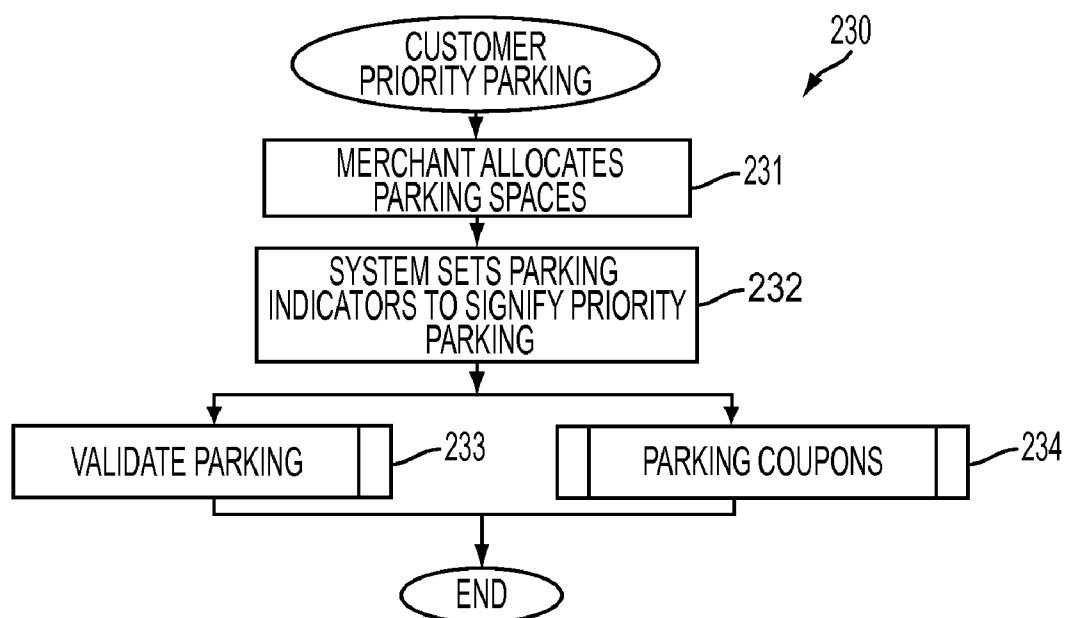 CUSTOMER
PRIORITY PARKING
230
MERCHANT ALLOCATES
PARKING SPACES
231
SYSTEM SETS PARKING
INDICATORS TO SIGNIFY PRIORITY
PARKING
232
VALIDATE PARKING
233
PARKING COUPONS
234
END